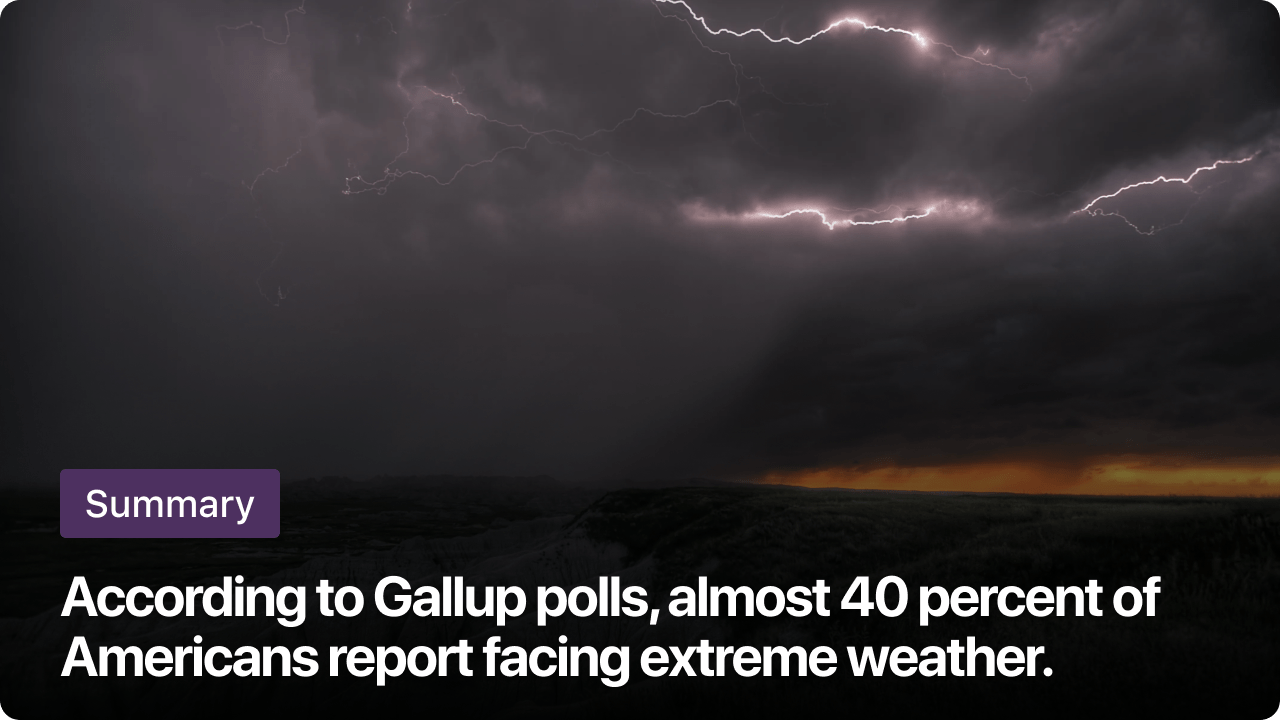 Summary
According to Gallup polls, almost 40 percent of
Americans report facing extreme weather.